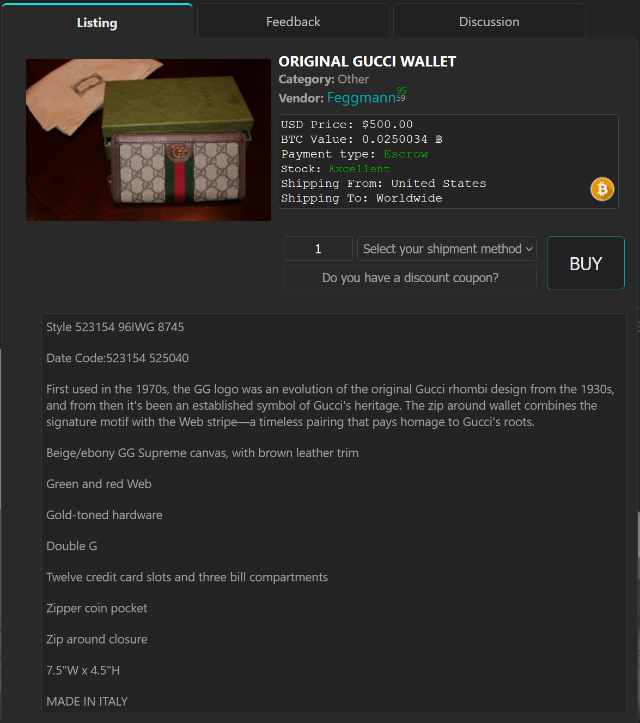 Listing
Feedback
Discussion
ORIGINAL GUCCI WALLET
Category: Other
Vendor: Feggmann 95 59
USD Price: $500.00
BTC Value: 0.0250034 ฿
Payment type: Escrow
Stock: Excellent
Shipping From: United States
Shipping To: Worldwide
1
Select your shipment method
BUY
Do you have a discount coupon?
Style 523154 96IWG 8745
Date Code:523154 525040
First used in the 1970s, the GG logo was an evolution of the original Gucci rhombi design from the 1930s,
and from then it's been an established symbol of Gucci's heritage. The zip around wallet combines the
signature motif with the Web stripe—a timeless pairing that pays homage to Gucci's roots.
Beige/ebony GG Supreme canvas, with brown leather trim
Green and red Web
Gold-toned hardware
Double G
Twelve credit card slots and three bill compartments
Zipper coin pocket
Zip around closure
7.5"W x 4.5"H
MADE IN ITALY